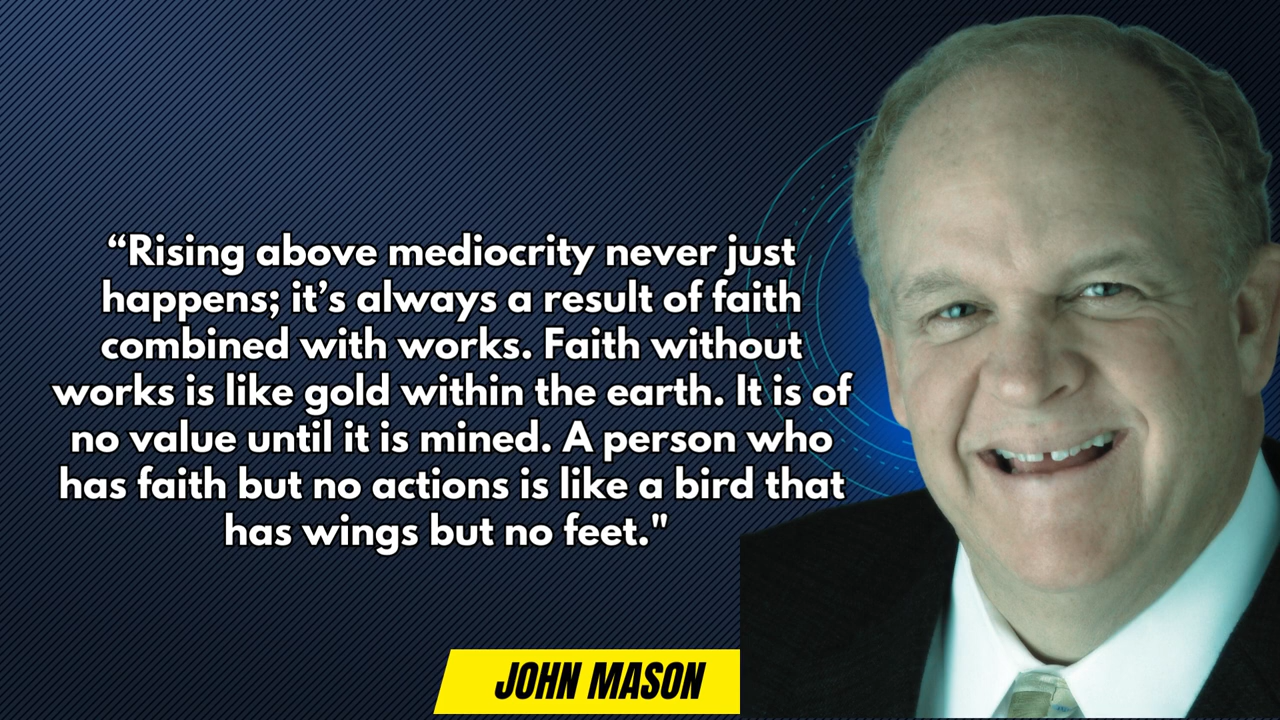 “Rising above mediocrity never just
happens; it’s always a result of faith
combined with works. Faith without
works is like gold within the earth. It is of
no value until it is mined. A person who
has faith but no actions is like a bird that
has wings but no feet."
JOHN MASON